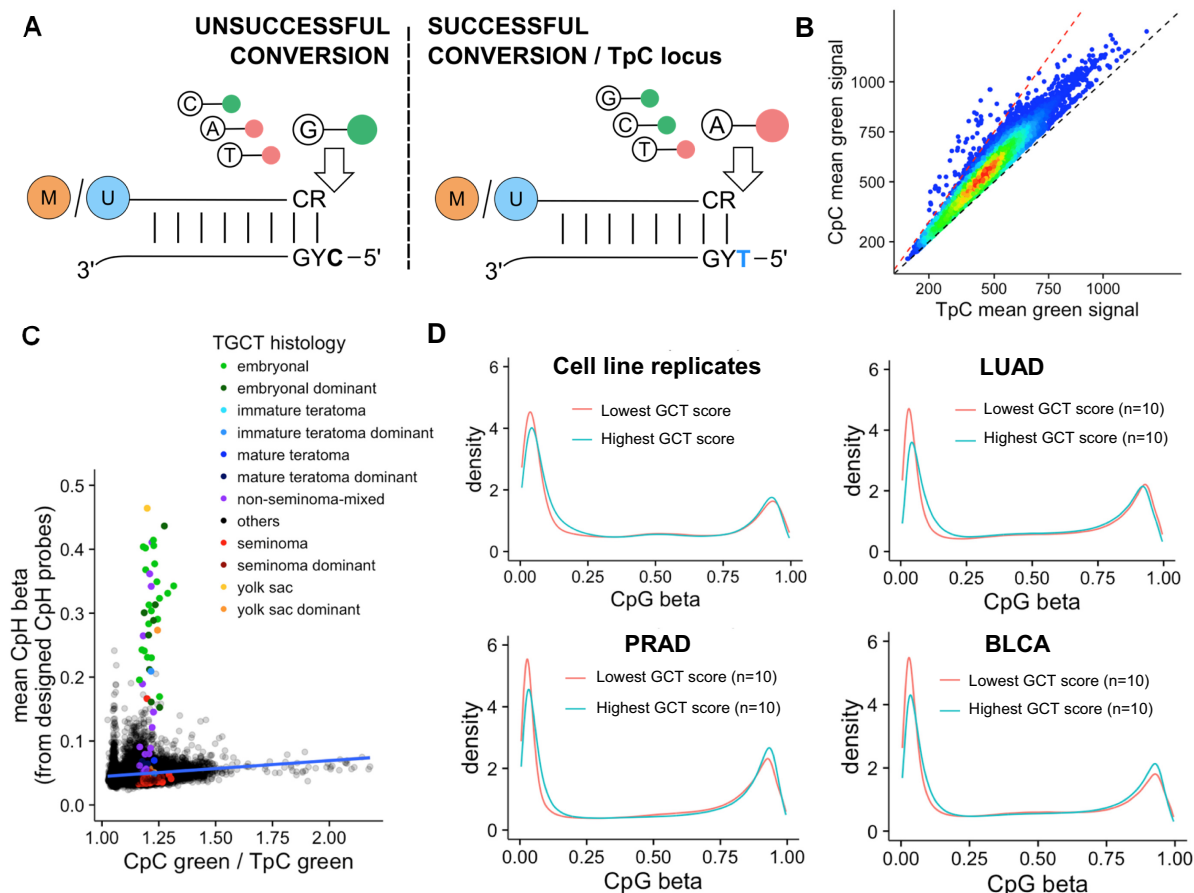 A
UNSUCCESSFUL
CONVERSION
SUCCESSFUL
CONVERSION / TpC locus
C
A
T
G
M
/
U
CR
GYC–5'
3'
G
C
T
A
M
/
U
CR
GYT–5'
3'
B
CpC mean green signal
1000
750
500
200
200
500
750
1000
TpC mean green signal
C
TGCT histology
embryonal
embryonal dominant
immature teratoma
immature teratoma dominant
mature teratoma
mature teratoma dominant
non-seminoma-mixed
others
seminoma
seminoma dominant
yolk sac
yolk sac dominant
mean CpH beta
(from designed CpH probes)
0.5
0.4
0.3
0.2
0.1
0.0
1.00
1.25
1.50
1.75
2.00
CpC green / TpC green
D
Cell line replicates
Lowest GCT score
Highest GCT score
density
6
4
2
0
0.00
0.25
0.50
0.75
1.00
CpG beta
LUAD
Lowest GCT score (n=10)
Highest GCT score (n=10)
density
6
4
2
0
0.00
0.25
0.50
0.75
1.00
CpG beta
PRAD
Lowest GCT score (n=10)
Highest GCT score (n=10)
density
6
4
2
0
0.00
0.25
0.50
0.75
1.00
CpG beta
BLCA
Lowest GCT score (n=10)
Highest GCT score (n=10)
density
6
4
2
0
0.00
0.25
0.50
0.75
1.00
CpG beta